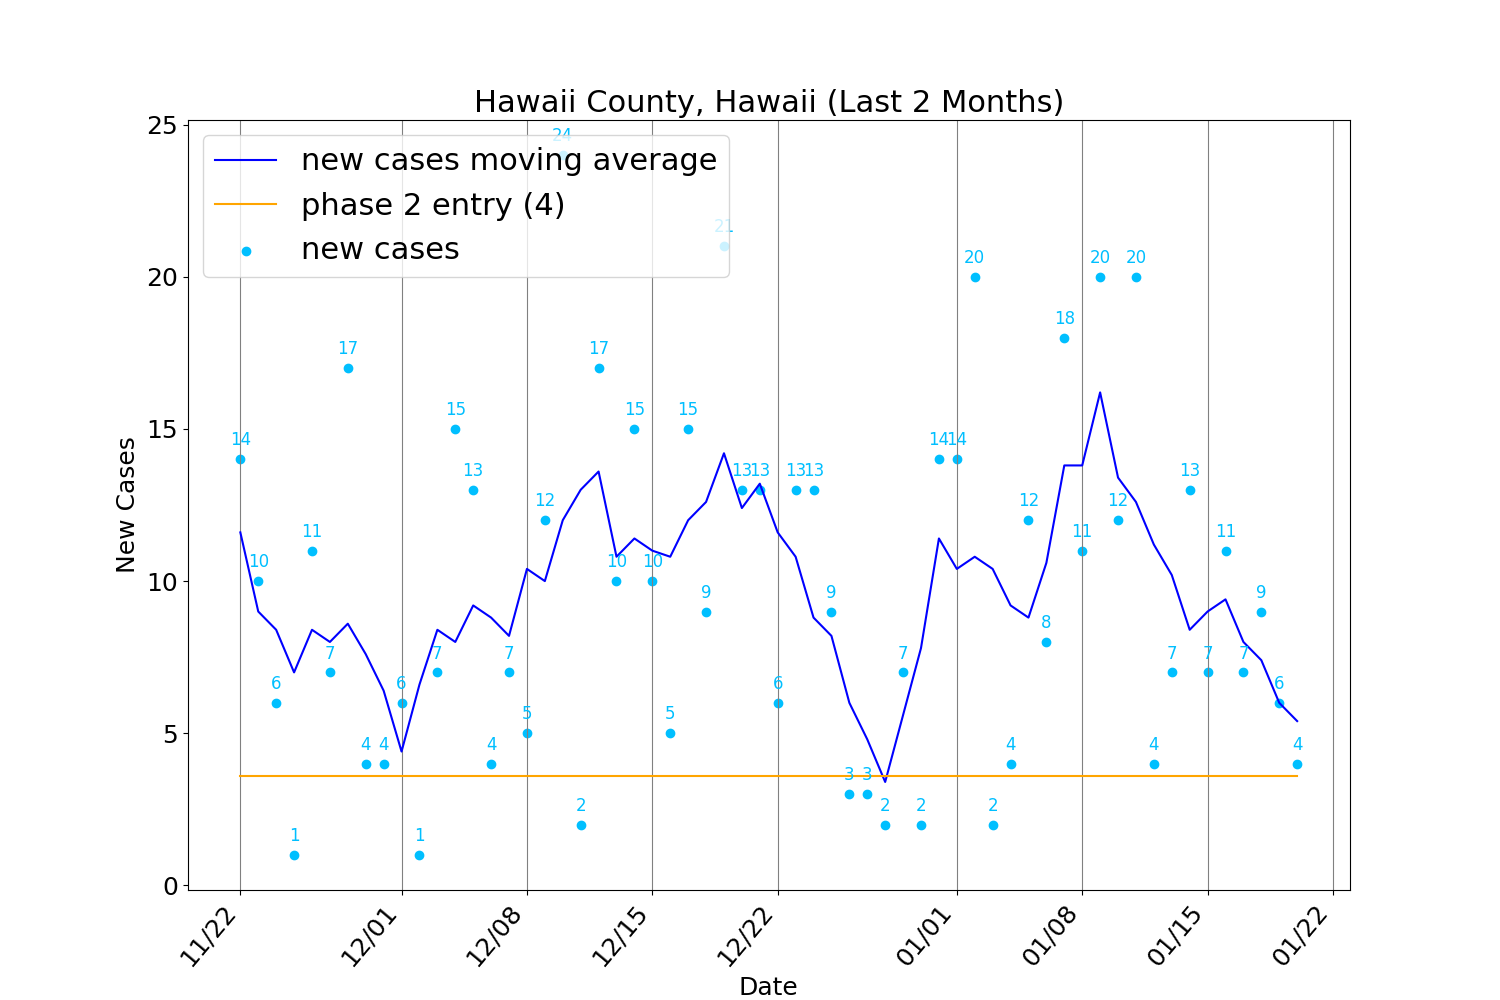 Hawaii County, Hawaii (Last 2 Months)
25
24
new cases moving average
phase 2 entry (4)
21
new cases
20 20 20 20
18
17 17
15 15 15 15
14 14 14
13 13 13 13 13 13
12 12 12
11 11 11
10 10 10 10
9 9 9
8
7 7 7 7 7 7 7
6 6 6 6
5 5 5
4 4 4 4 4 4
3 3
2 2 2 2
1 1
0
New Cases
11/22 12/01 12/08 12/15 12/22 01/01 01/08 01/15 01/22
Date